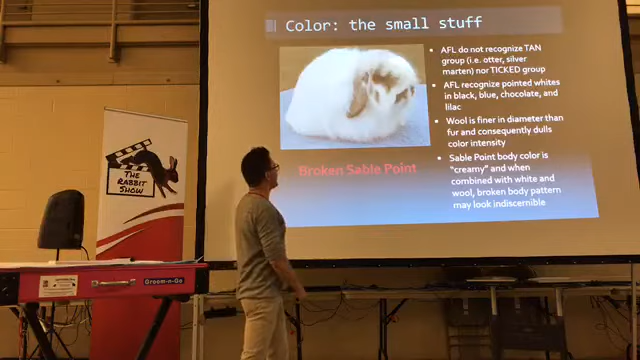 Color: the small stuff
• AFL do not recognize TAN
group (i.e. otter, silver
marten) nor TICKED group
• AFL recognize pointed whites
in black, blue, chocolate, and
lilac
• Wool is finer in diameter than
fur and consequently dulls
color intensity
• Sable Point body color is
"creamy" and when
combined with white and
wool, broken body pattern
may look indiscernible
Broken Sable Point
THE
RABBIT
SHOW
Groom-n-Go